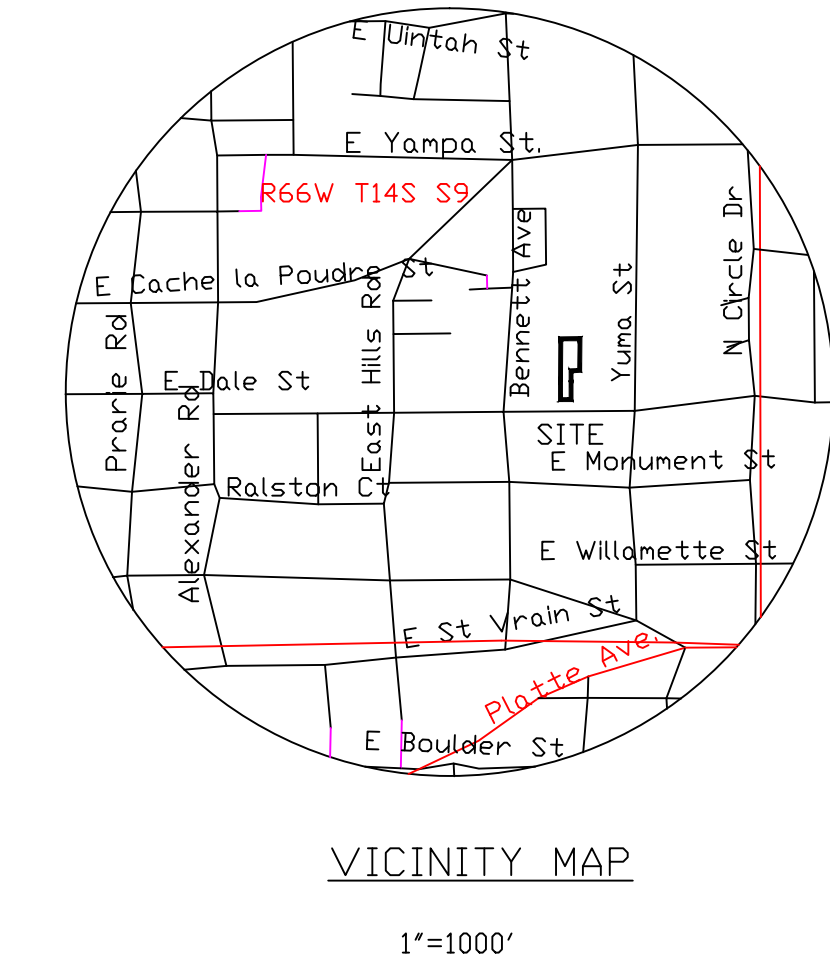 E Uintah St
E Yampa St.
R66W T14S S9
N Circle Dr
Bennett Ave
E Cache la Poudre St
Yuma St
East Hills Rd
Prarie Rd
E Dale St
Alexander Rd
SITE
E Monument St
Ralston Ct
E Willamette St
E St Vrain St
Platte Ave.
E Boulder St
VICINITY MAP
1"=1000'